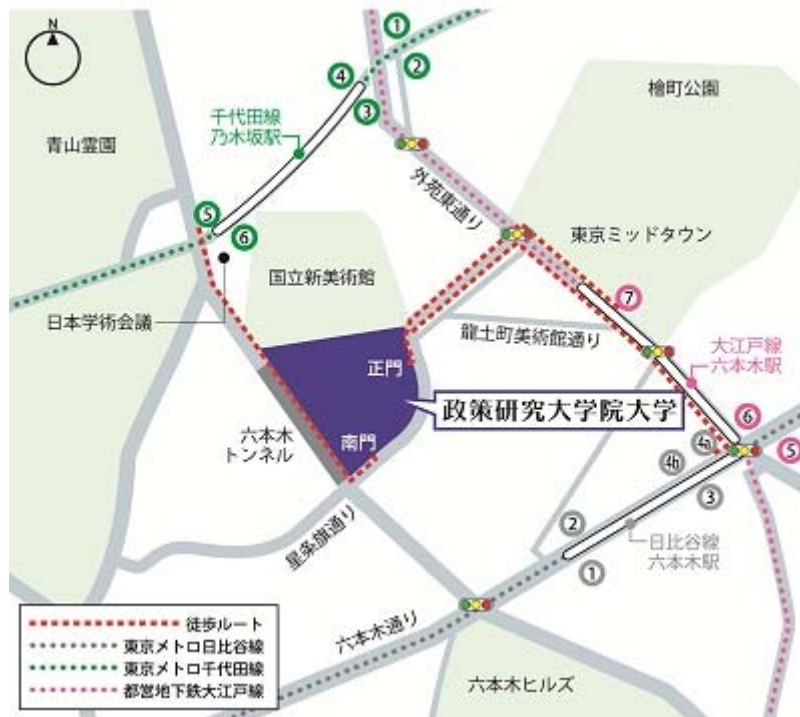 N
①
②
④
③
檜町公園
千代田線
乃木坂駅
青山霊園
外苑東通り
⑤
⑥
東京ミッドタウン
国立新美術館
⑦
日本学術会議
龍土町美術館通り
大江戸線
六本木駅
正門
政策研究大学院大学
六本木
トンネル
南門
⑥
4a
⑤
4b
③
星条旗通り
②
①
日比谷線
六本木駅
六本木通り
徒歩ルート
東京メトロ日比谷線
東京メトロ千代田線
都営地下鉄大江戸線
六本木ヒルズ